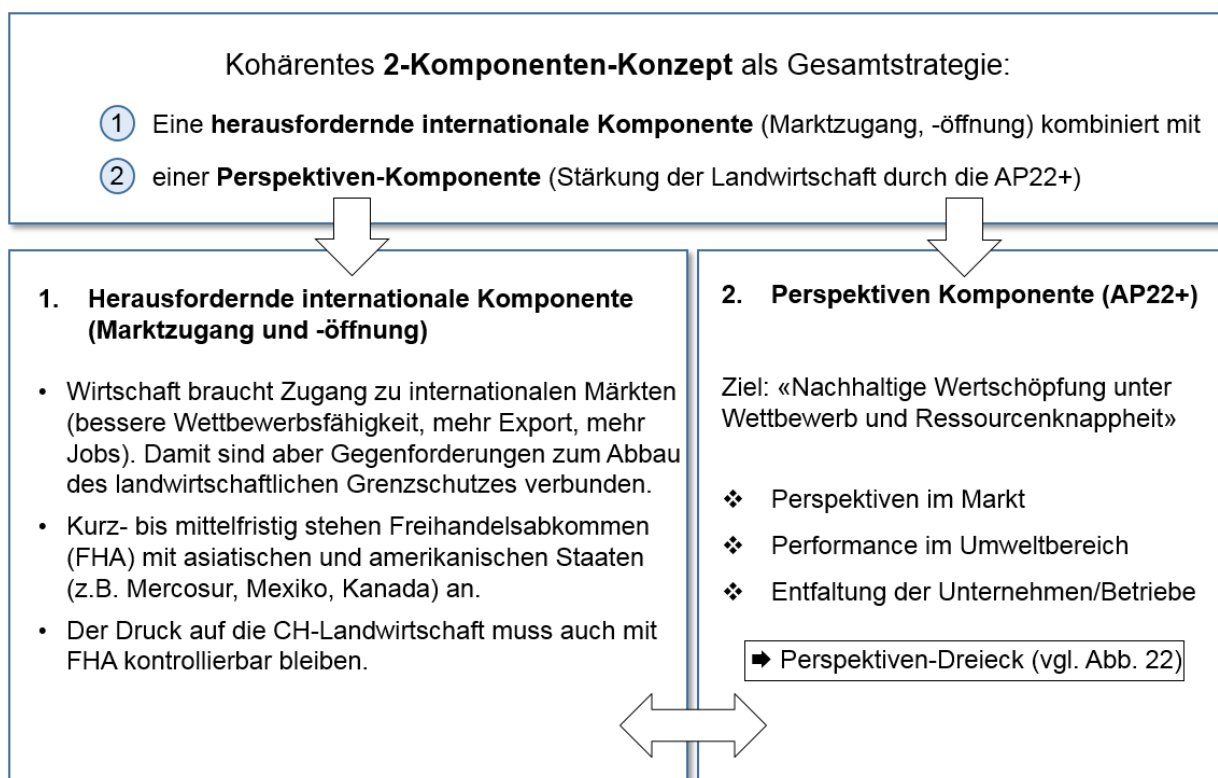 Kohärentes 2-Komponenten-Konzept als Gesamtstrategie:
1 Eine herausfordernde internationale Komponente (Marktzugang, -öffnung) kombiniert mit
2 einer Perspektiven-Komponente (Stärkung der Landwirtschaft durch die AP22+)
1. Herausfordernde internationale Komponente
(Marktzugang und -öffnung)
• Wirtschaft braucht Zugang zu internationalen Märkten
(bessere Wettbewerbsfähigkeit, mehr Export, mehr
Jobs). Damit sind aber Gegenforderungen zum Abbau
des landwirtschaftlichen Grenzschutzes verbunden.
• Kurz- bis mittelfristig stehen Freihandelsabkommen
(FHA) mit asiatischen und amerikanischen Staaten
(z.B. Mercosur, Mexiko, Kanada) an.
• Der Druck auf die CH-Landwirtschaft muss auch mit
FHA kontrollierbar bleiben.
2. Perspektiven Komponente (AP22+)
Ziel: «Nachhaltige Wertschöpfung unter
Wettbewerb und Ressourcenknappheit»
❖ Perspektiven im Markt
❖ Performance im Umweltbereich
❖ Entfaltung der Unternehmen/Betriebe
➡ Perspektiven-Dreieck (vgl. Abb. 22)